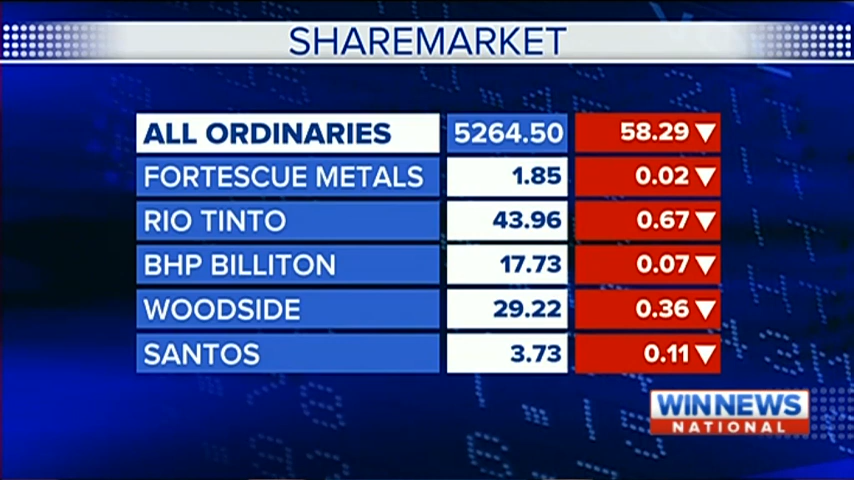 SHAREMARKET
ALL ORDINARIES 5264.50 58.29 ▼
FORTESCUE METALS 1.85 0.02 ▼
RIO TINTO 43.96 0.67 ▼
BHP BILLITON 17.73 0.07 ▼
WOODSIDE 29.22 0.36 ▼
SANTOS 3.73 0.11 ▼
WIN NEWS
NATIONAL